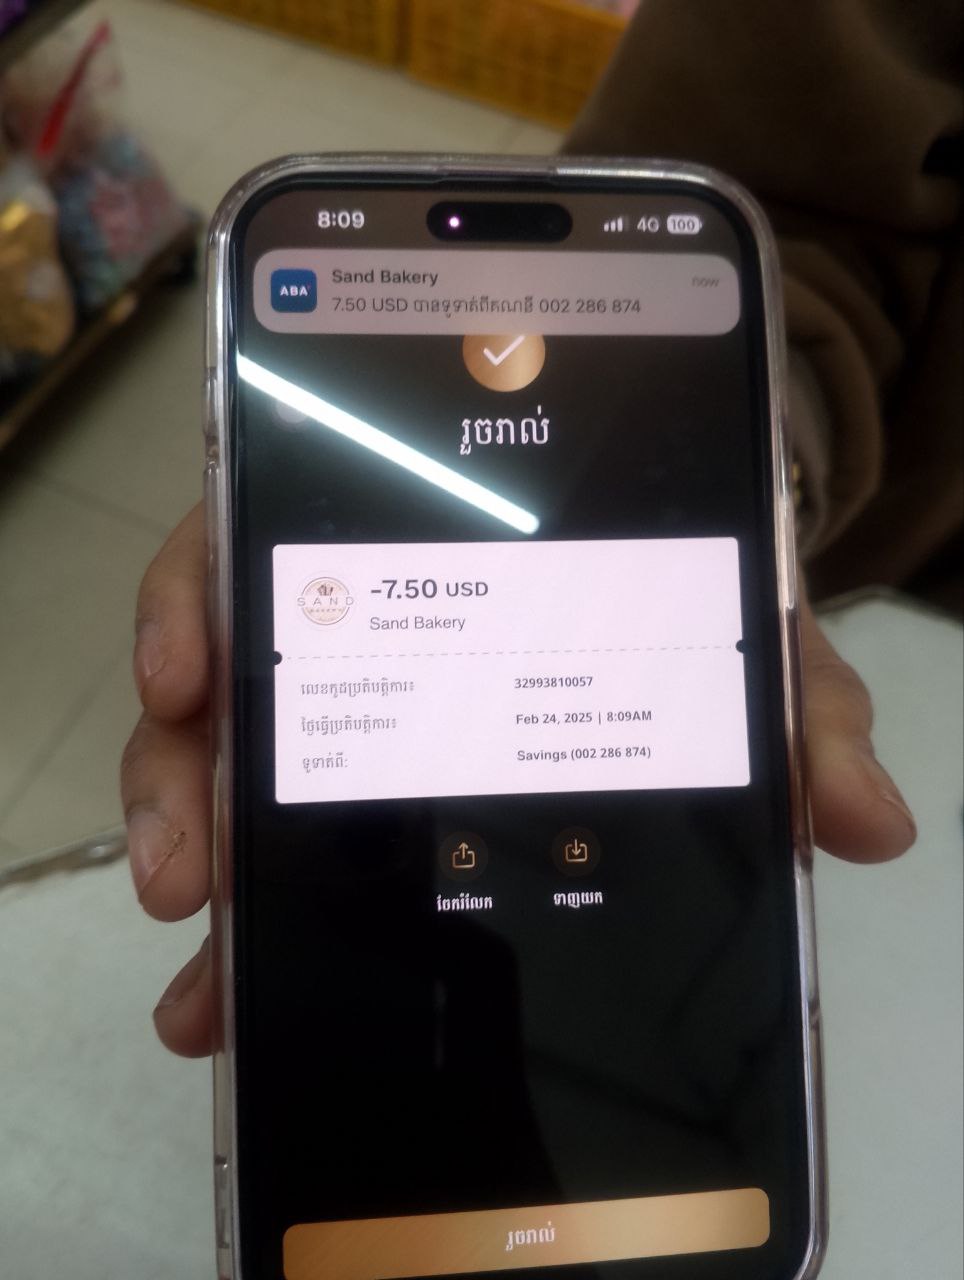 8:09
4G 100
ABA Sand Bakery now
7.50 USD បានទូទាត់ពីគណនី 002 286 874
រួចរាល់
SAND
-7.50 USD
Sand Bakery
លេខកូដប្រតិបត្តិការ៖ 32993810057
ថ្ងៃធ្វើប្រតិបត្តិការ៖ Feb 24, 2025 | 8:09AM
ទូទាត់ពី: Savings (002 286 874)
ចែករំលែក ទាញយក
រួចរាល់